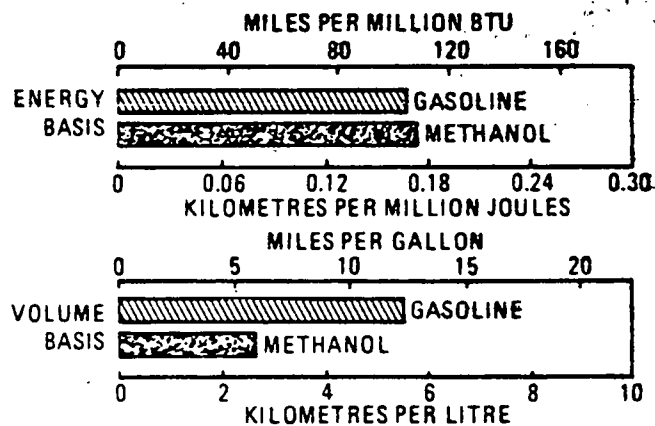 MILES PER MILLION BTU
0 40 80 120 160
ENERGY BASIS
GASOLINE
METHANOL
0 0.06 0.12 0.18 0.24 0.30
KILOMETRES PER MILLION JOULES
MILES PER GALLON
0 5 10 15 20
VOLUME BASIS
GASOLINE
METHANOL
0 2 4 6 8 10
KILOMETRES PER LITRE